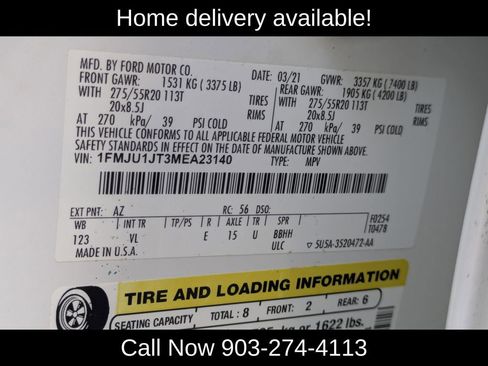 Home delivery available!
MFD. BY FORD MOTOR CO.
DATE: 03/21 GVWR: 3357 KG ( 7400 LB)
FRONT GAWR: 1531 KG ( 3375 LB) REAR GAWR: 1905 KG ( 4200 LB)
WITH 275/55R20 113T TIRES WITH 275/55R20 113T TIRES
20x8.5J RIMS 20x8.5J RIMS
AT 270 kPa/ 39 PSI COLD AT 270 kPa/ 39 PSI COLD
THIS VEHICLE CONFORMS TO ALL APPLICABLE FEDERAL MOTOR VEHICLE
SAFETY STANDARDS IN EFFECT ON THE DATE OF MANUFACTURE SHOWN ABOVE.
VIN: 1FMJU1JT3MEA23140 TYPE: MPV
EXT PNT: AZ RC: 56 DSO:
WB INT TR TP/PS R AXLE TR SPR F0254
123 VL E 15 U BBHH T0478
MADE IN U.S.A. ULC 5U5A-3520472-AA
TIRE AND LOADING INFORMATION
SEATING CAPACITY TOTAL : 8 FRONT: 2 REAR: 6
kg or 1622 lbs.
Call Now 903-274-4113